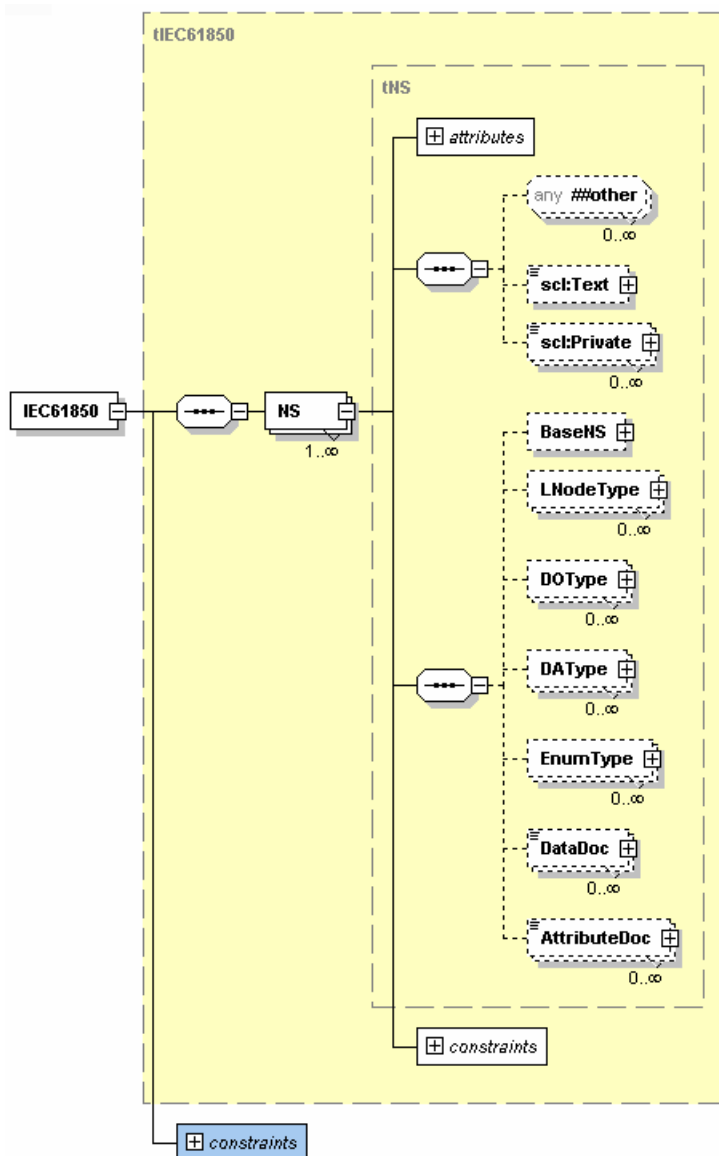 tIEC61850
tNS
attributes
any ##other
0..∞
scl:Text
scl:Private
0..∞
IEC61850
NS
1..∞
BaseNS
LNodeType
0..∞
DOType
0..∞
DAType
0..∞
EnumType
0..∞
DataDoc
0..∞
AttributeDoc
0..∞
constraints
constraints